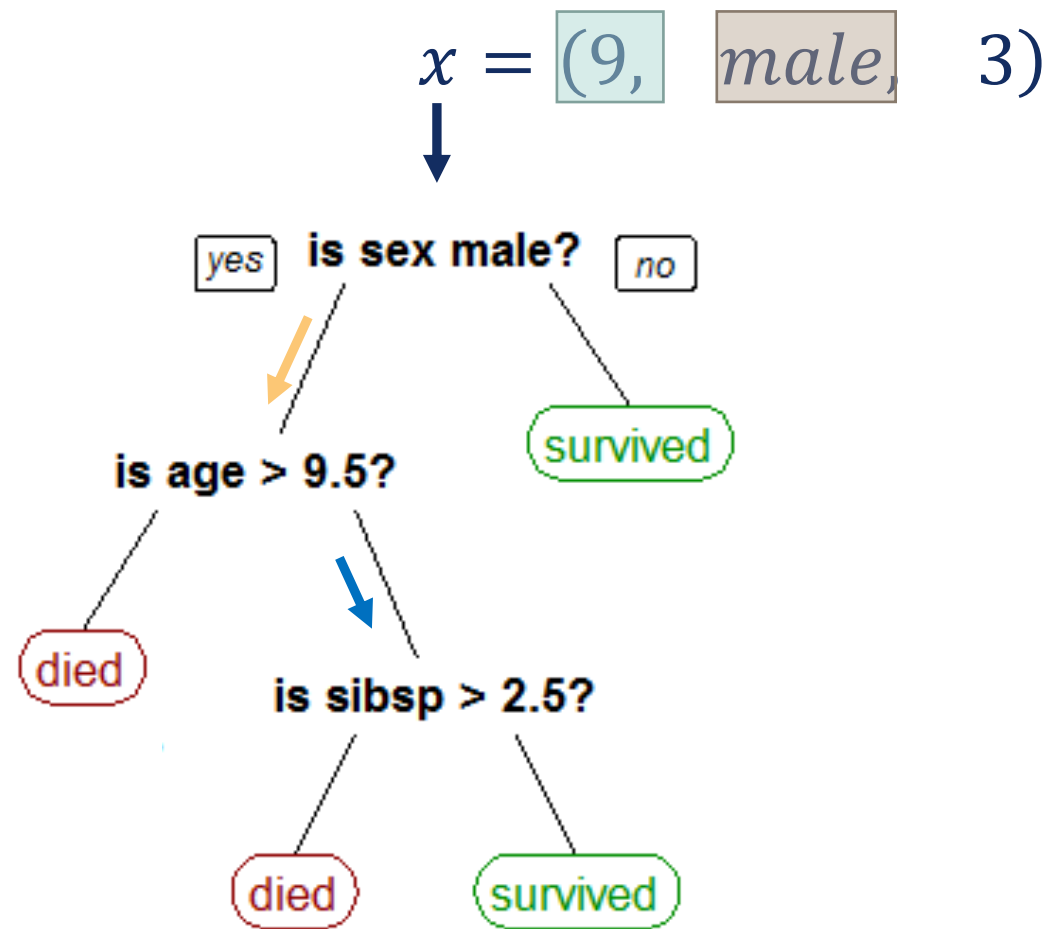 x = (9, male, 3)
yes is sex male? no
survived
is age > 9.5?
died
is sibsp > 2.5?
died survived